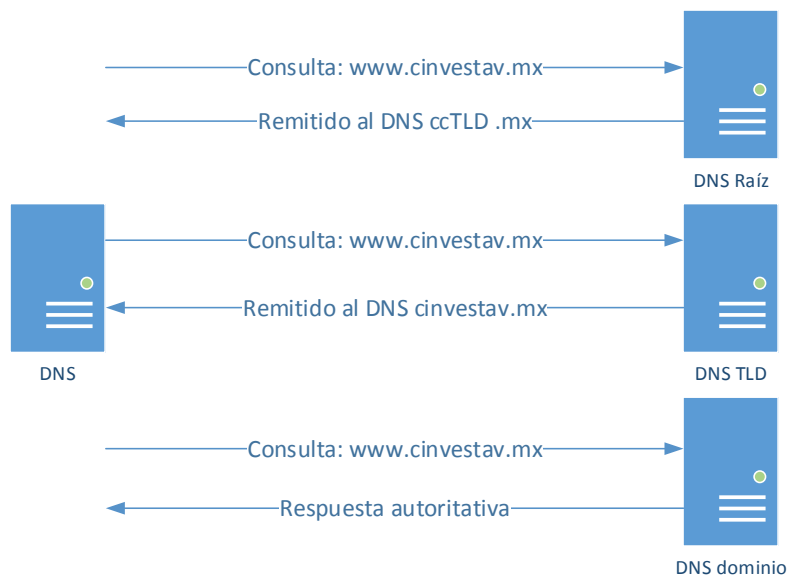 Consulta: www.cinvestav.mx
Remitido al DNS ccTLD .mx
DNS Raíz
Consulta: www.cinvestav.mx
Remitido al DNS cinvestav.mx
DNS
DNS TLD
Consulta: www.cinvestav.mx
Respuesta autoritativa
DNS dominio